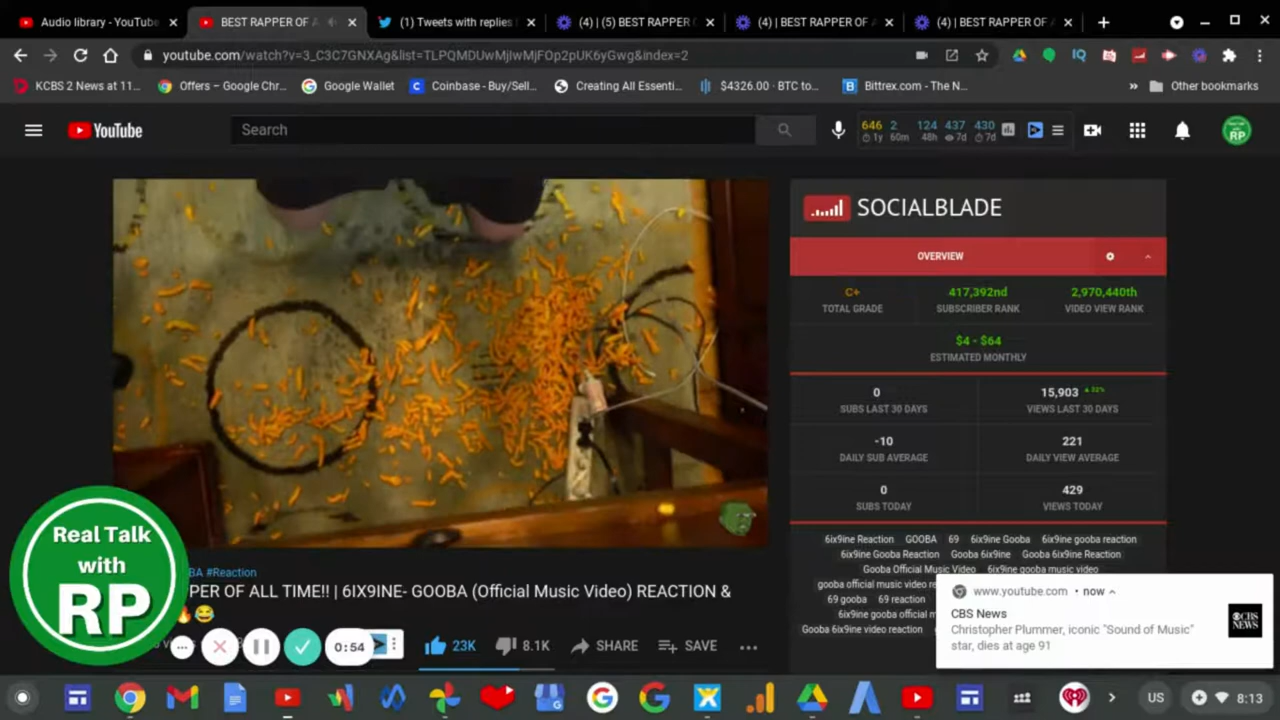 Audio library - YouTube
BEST RAPPER OF A
(1) Tweets with replies
(4) | (5) BEST RAPPER
(4) | BEST RAPPER OF A
(4) | BEST RAPPER OF A
youtube.com/watch?v=3_C3C7GNXAg&list=TLPQMDUwMjIwMjFOp2pUK6yGwg&index=2
KCBS 2 News at 11...
Offers – Google Chr...
Google Wallet
Coinbase - Buy/Sell...
Creating All Essenti...
$4326.00 · BTC to...
Bittrex.com - The N...
Other bookmarks
YouTube
Search
646 2 124 437 430
1y 60m 48h 7d 7d
RP
SOCIALBLADE
OVERVIEW
C+ 417,392nd 2,970,440th
TOTAL GRADE SUBSCRIBER RANK VIDEO VIEW RANK
$4 - $64
ESTIMATED MONTHLY
0 15,903 ▲32%
SUBS LAST 30 DAYS VIEWS LAST 30 DAYS
-10 221
DAILY SUB AVERAGE DAILY VIEW AVERAGE
0 429
SUBS TODAY VIEWS TODAY
6ix9ine Reaction GOOBA 69 6ix9ine Gooba 6ix9ine gooba reaction
6ix9ine Gooba Reaction Gooba 6ix9ine Gooba 6ix9ine Reaction
Gooba Official Music Video 6ix9ine gooba music video
gooba official music video
69 gooba 69 reaction
6ix9ine gooba official
Gooba 6ix9ine video reaction
www.youtube.com • now
CBS News
Christopher Plummer, iconic "Sound of Music"
star, dies at age 91
CBS
NEWS
Real Talk
with
RP
BA #Reaction
PER OF ALL TIME!! | 6IX9INE- GOOBA (Official Music Video) REACTION &
🔥😂
0:54
23K
8.1K
SHARE
SAVE
US
8:13